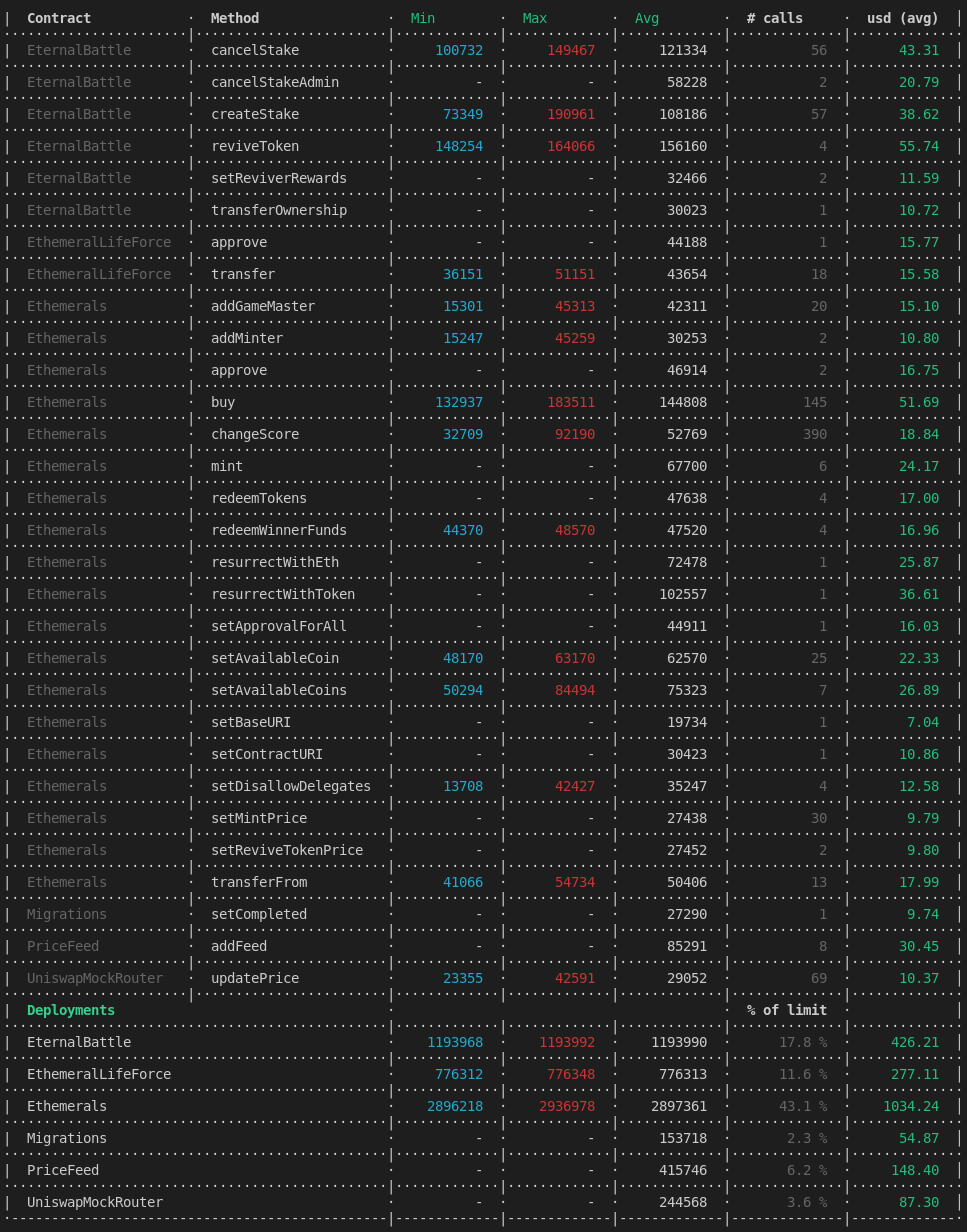 | Contract · Method · Min · Max · Avg · # calls · usd (avg) |
| EternalBattle · cancelStake · 100732 · 149467 · 121334 · 56 · 43.31 |
| EternalBattle · cancelStakeAdmin · - · - · 58228 · 2 · 20.79 |
| EternalBattle · createStake · 73349 · 190961 · 108186 · 57 · 38.62 |
| EternalBattle · reviveToken · 148254 · 164066 · 156160 · 4 · 55.74 |
| EternalBattle · setReviverRewards · - · - · 32466 · 2 · 11.59 |
| EternalBattle · transferOwnership · - · - · 30023 · 1 · 10.72 |
| EthemeralLifeForce · approve · - · - · 44188 · 1 · 15.77 |
| EthemeralLifeForce · transfer · 36151 · 51151 · 43654 · 18 · 15.58 |
| Ethemerals · addGameMaster · 15301 · 45313 · 42311 · 20 · 15.10 |
| Ethemerals · addMinter · 15247 · 45259 · 30253 · 2 · 10.80 |
| Ethemerals · approve · - · - · 46914 · 2 · 16.75 |
| Ethemerals · buy · 132937 · 183511 · 144808 · 145 · 51.69 |
| Ethemerals · changeScore · 32709 · 92190 · 52769 · 390 · 18.84 |
| Ethemerals · mint · - · - · 67700 · 6 · 24.17 |
| Ethemerals · redeemTokens · - · - · 47638 · 4 · 17.00 |
| Ethemerals · redeemWinnerFunds · 44370 · 48570 · 47520 · 4 · 16.96 |
| Ethemerals · resurrectWithEth · - · - · 72478 · 1 · 25.87 |
| Ethemerals · resurrectWithToken · - · - · 102557 · 1 · 36.61 |
| Ethemerals · setApprovalForAll · - · - · 44911 · 1 · 16.03 |
| Ethemerals · setAvailableCoin · 48170 · 63170 · 62570 · 25 · 22.33 |
| Ethemerals · setAvailableCoins · 50294 · 84494 · 75323 · 7 · 26.89 |
| Ethemerals · setBaseURI · - · - · 19734 · 1 · 7.04 |
| Ethemerals · setContractURI · - · - · 30423 · 1 · 10.86 |
| Ethemerals · setDisallowDelegates · 13708 · 42427 · 35247 · 4 · 12.58 |
| Ethemerals · setMintPrice · - · - · 27438 · 30 · 9.79 |
| Ethemerals · setReviveTokenPrice · - · - · 27452 · 2 · 9.80 |
| Ethemerals · transferFrom · 41066 · 54734 · 50406 · 13 · 17.99 |
| Migrations · setCompleted · - · - · 27290 · 1 · 9.74 |
| PriceFeed · addFeed · - · - · 85291 · 8 · 30.45 |
| UniswapMockRouter · updatePrice · 23355 · 42591 · 29052 · 69 · 10.37 |
| Deployments · · % of limit · |
| EternalBattle · 1193968 · 1193992 · 1193990 · 17.8 % · 426.21 |
| EthemeralLifeForce · 776312 · 776348 · 776313 · 11.6 % · 277.11 |
| Ethemerals · 2896218 · 2936978 · 2897361 · 43.1 % · 1034.24 |
| Migrations · - · - · 153718 · 2.3 % · 54.87 |
| PriceFeed · - · - · 415746 · 6.2 % · 148.40 |
| UniswapMockRouter · - · - · 244568 · 3.6 % · 87.30 |